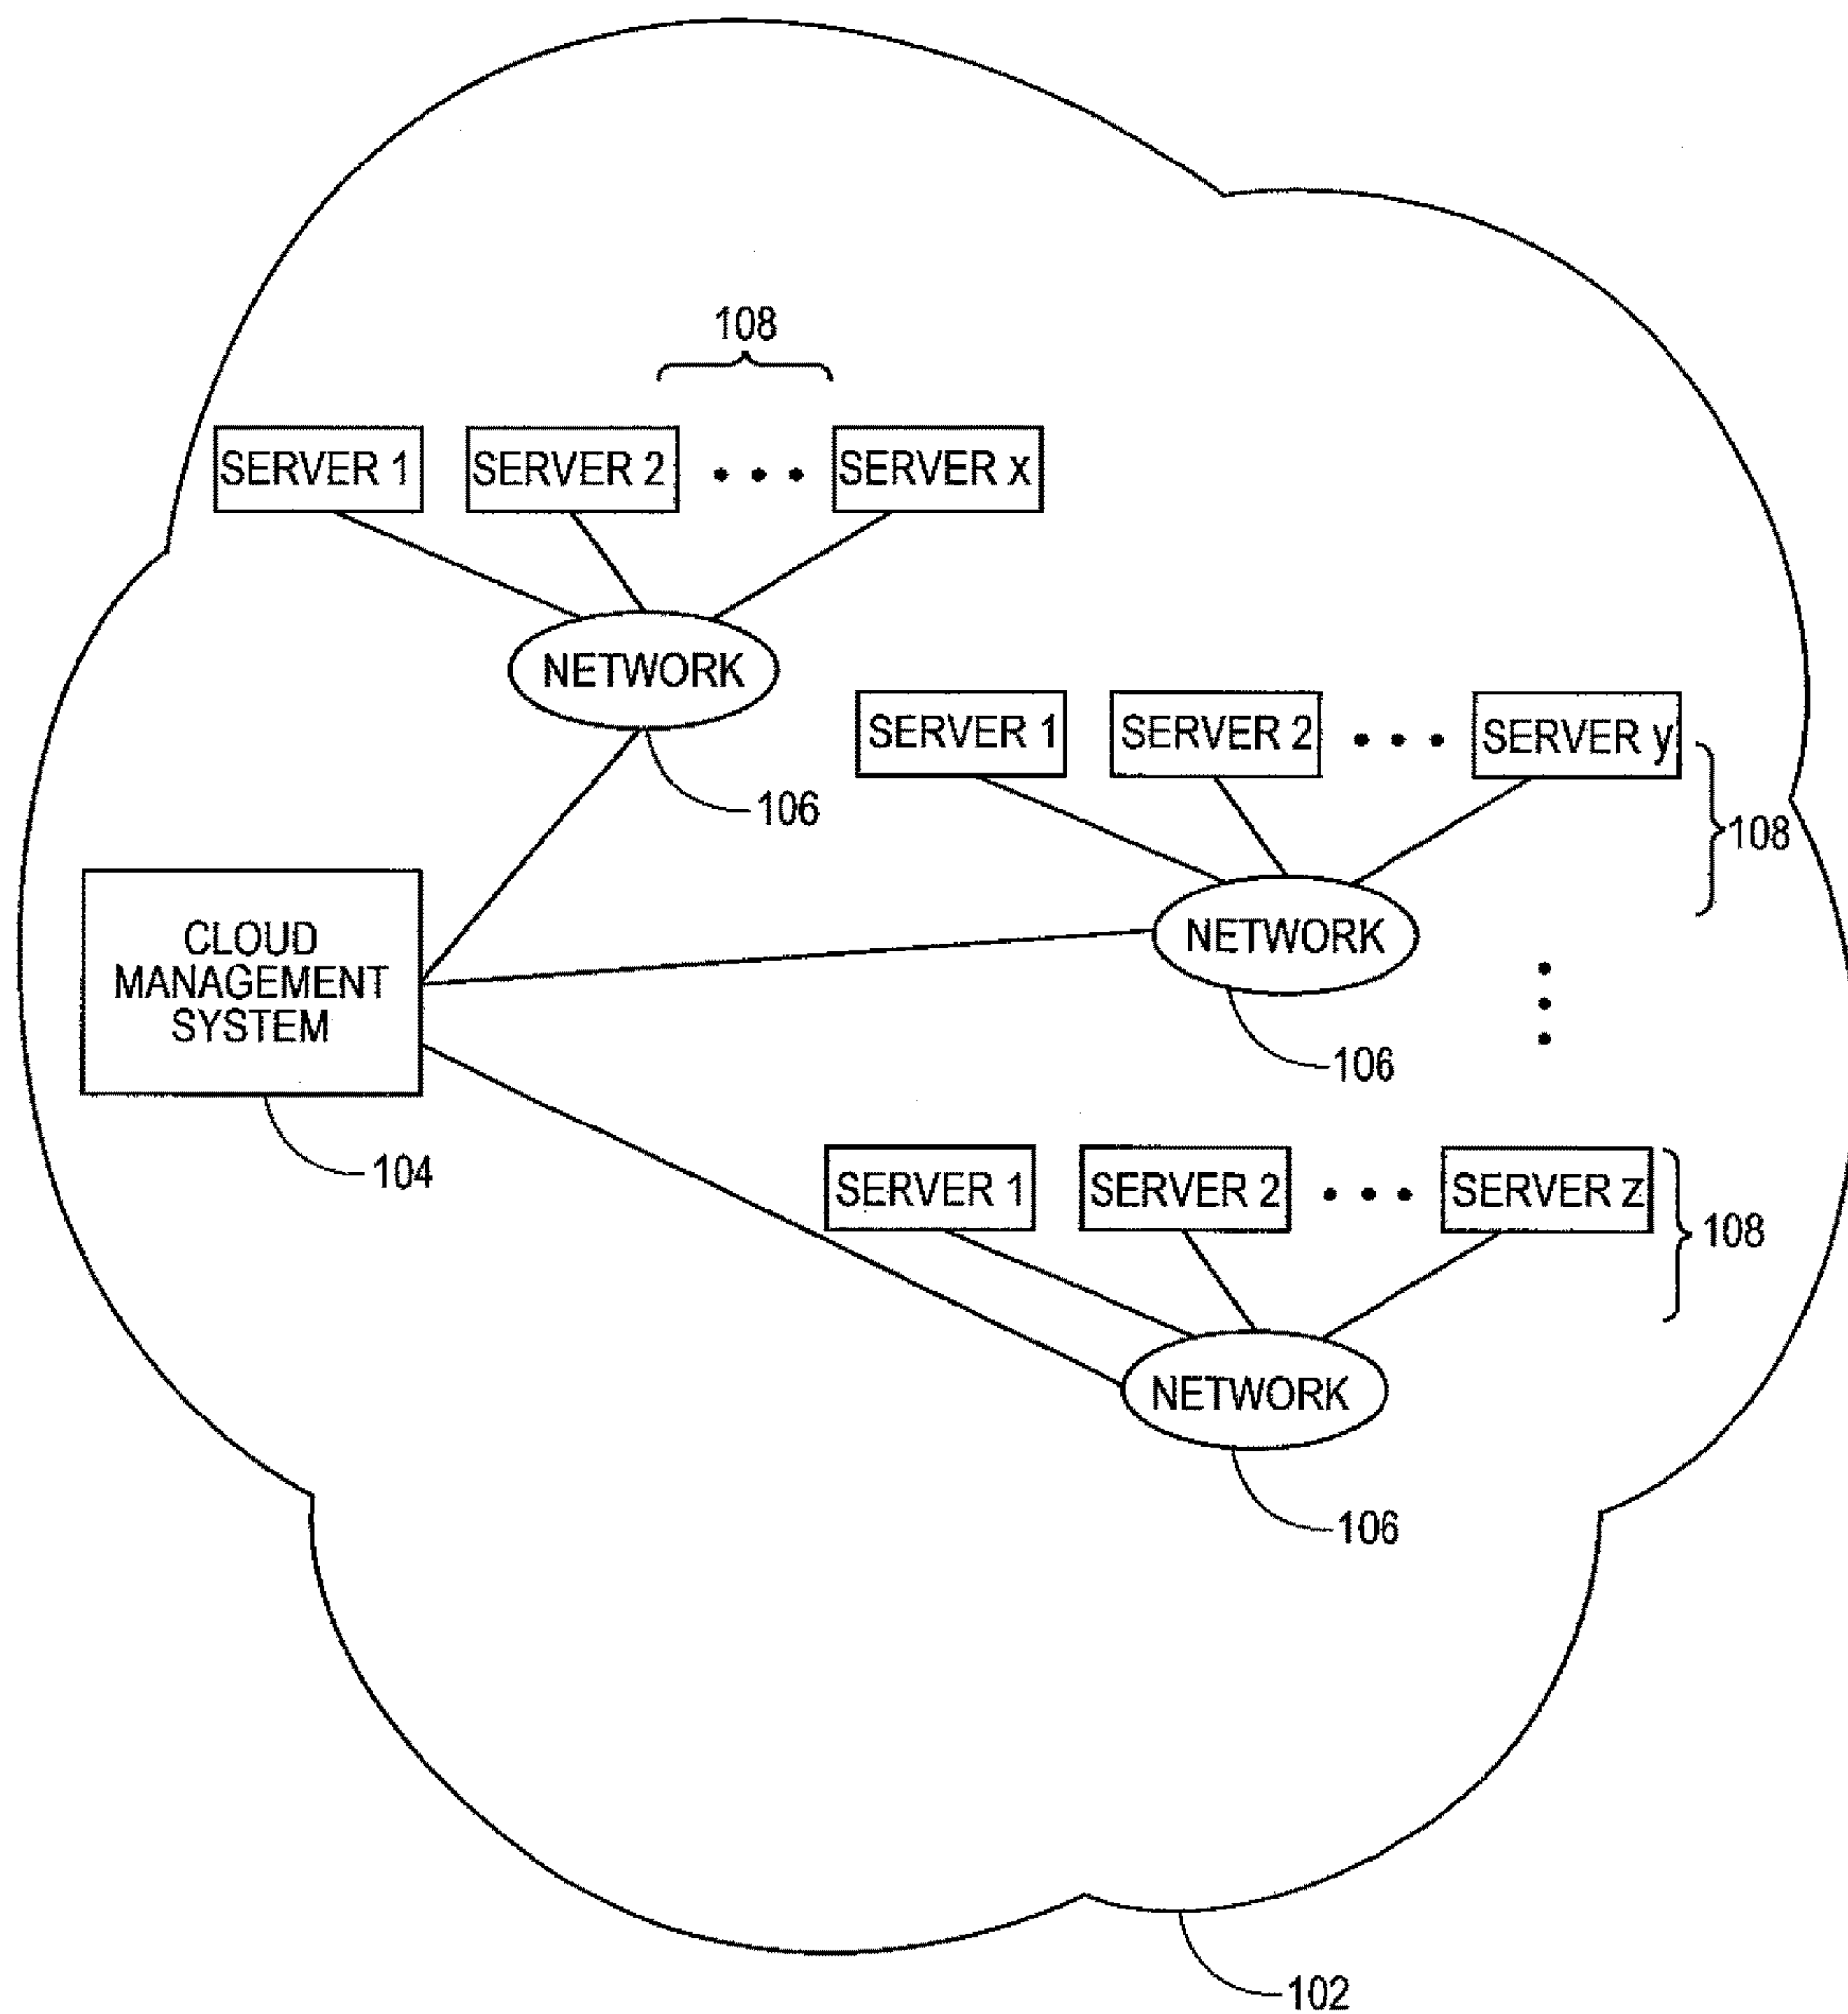 108
SERVER 1 SERVER 2 • • • SERVER x
NETWORK
106
SERVER 1 SERVER 2 • • • SERVER y
108
NETWORK
106
CLOUD
MANAGEMENT
SYSTEM
104
SERVER 1 SERVER 2 • • • SERVER z
108
NETWORK
106
102